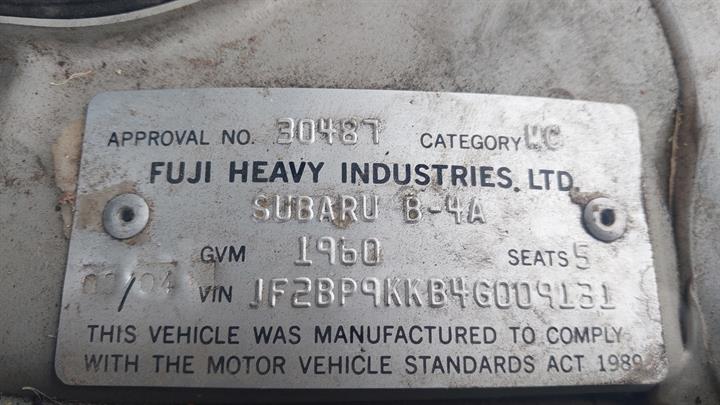 APPROVAL NO. 30487 CATEGORY
FUJI HEAVY INDUSTRIES. LTD.
SUBARU B-4A
GVM 1960 SEATS 5
/04 VIN JF2BP9KKB4G009131
THIS VEHICLE WAS MANUFACTURED TO COMPLY
WITH THE MOTOR VEHICLE STANDARDS ACT 1989